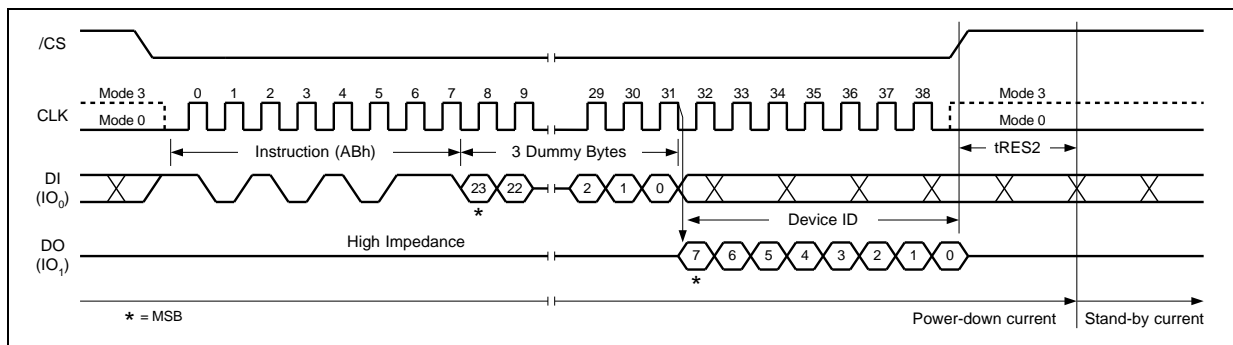 /CS
Mode 3
0 1 2 3 4 5 6 7 8 9 29 30 31 32 33 34 35 36 37 38
Mode 3
CLK
Mode 0
Mode 0
Instruction (ABh)
3 Dummy Bytes
tRES2
DI
(IO0)
23 22 2 1 0
*
Device ID
DO
(IO1)
High Impedance
7 6 5 4 3 2 1 0
*
* = MSB
Power-down current
Stand-by current